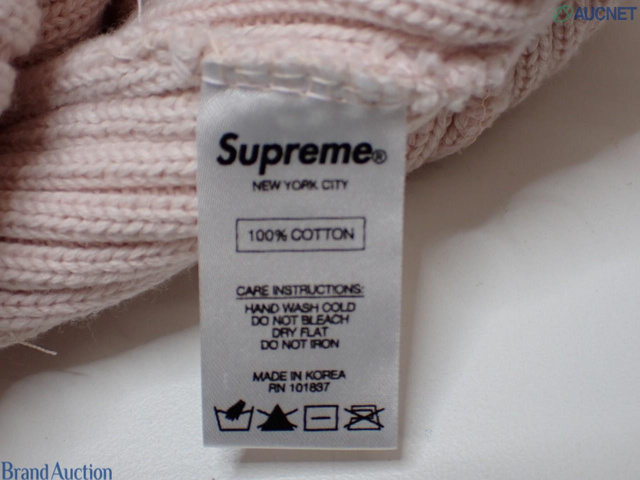 AUCNET
Supreme®
NEW YORK CITY
100% COTTON
CARE INSTRUCTIONS:
HAND WASH COLD
DO NOT BLEACH
DRY FLAT
DO NOT IRON
MADE IN KOREA
RN 101837
Brand Auction